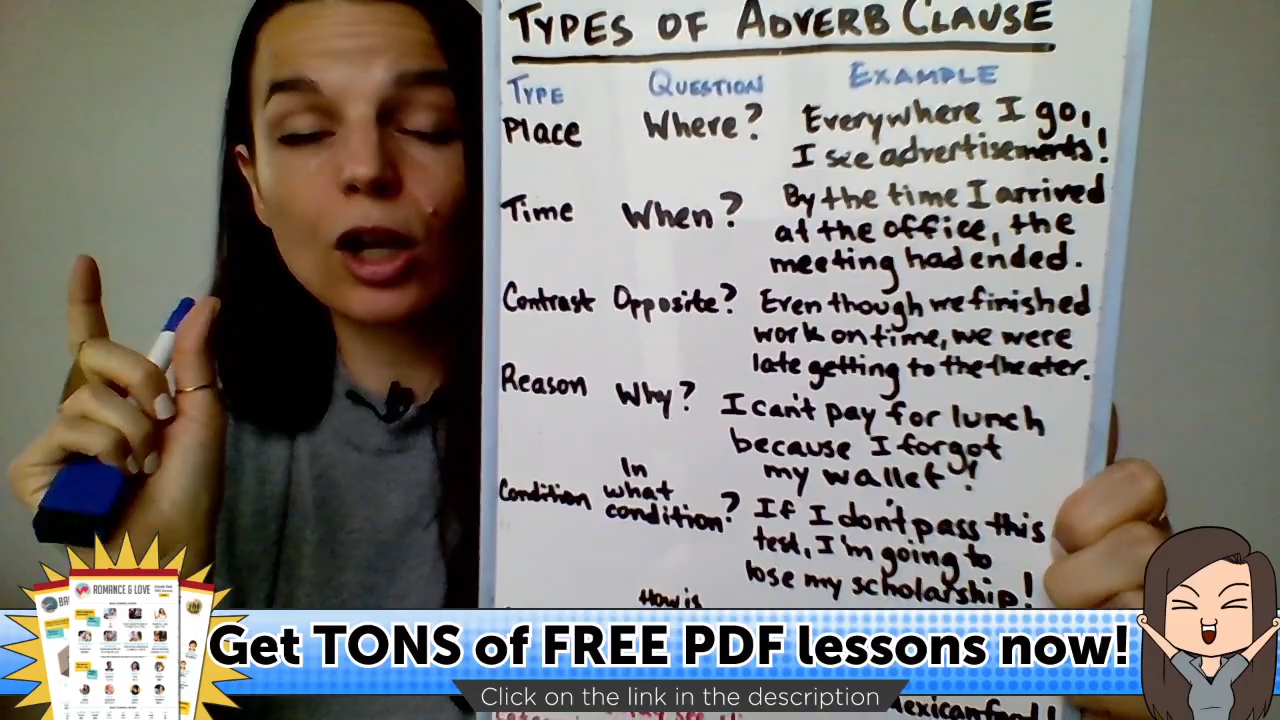 TYPES OF ADVERB CLAUSE
TYPE QUESTION EXAMPLE
Place Where? Everywhere I go,
I see advertisements!
Time When? By the time I arrived
at the office, the
meeting had ended.
Contrast Opposite? Even though we finished
work on time, we were
late getting to the theater.
Reason Why? I can't pay for lunch
because I forgot
my wallet!
Condition In what condition? If I don't pass this
test, I'm going to
lose my scholarship!
How is
ROMANCE & LOVE
Get TONS of FREE PDF lessons now!
Click on the link in the description
Mexican food!